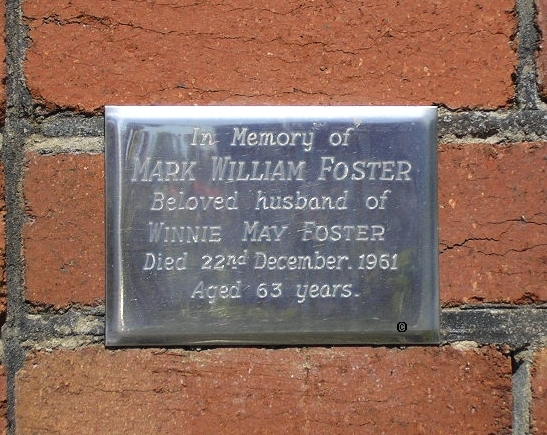 In Memory of
MARK WILLIAM FOSTER
Beloved husband of
WINNIE MAY FOSTER
Died 22nd December. 1961
Aged 63 years.
©